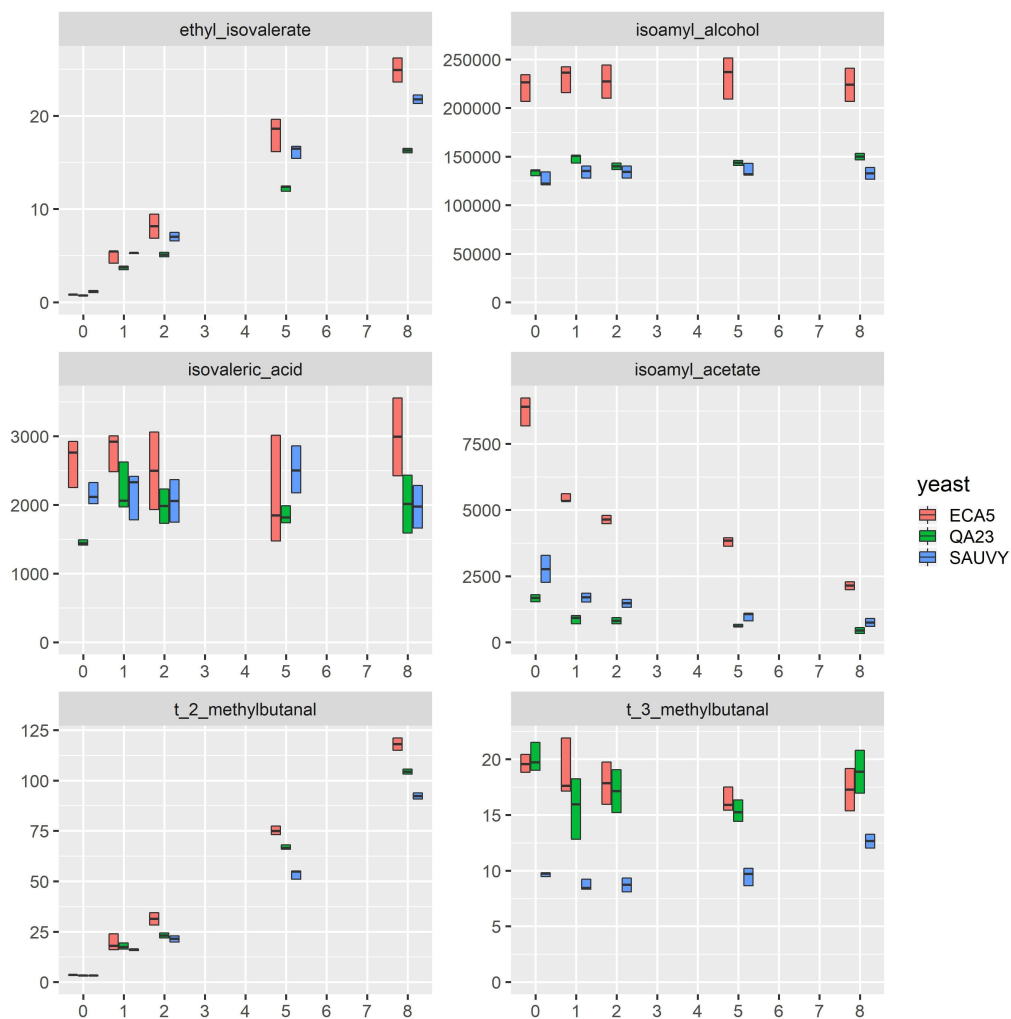 ethyl_isovalerate
20
10
0
0 1 2 3 4 5 6 7 8
isoamyl_alcohol
250000
200000
150000
100000
50000
0
0 1 2 3 4 5 6 7 8
isovaleric_acid
3000
2000
1000
0
0 1 2 3 4 5 6 7 8
isoamyl_acetate
7500
5000
2500
0
0 1 2 3 4 5 6 7 8
t_2_methylbutanal
125
100
75
50
25
0
0 1 2 3 4 5 6 7 8
t_3_methylbutanal
20
15
10
5
0
0 1 2 3 4 5 6 7 8
yeast
ECA5
QA23
SAUVY